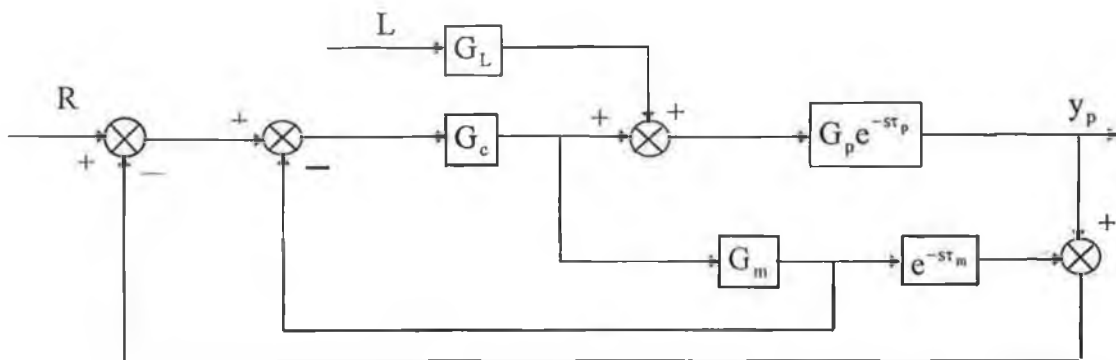 L
G_L
R
+
−
+
−
G_c
+
+
G_p e^{-sτ_p}
y_p
+
G_m
e^{-sτ_m}